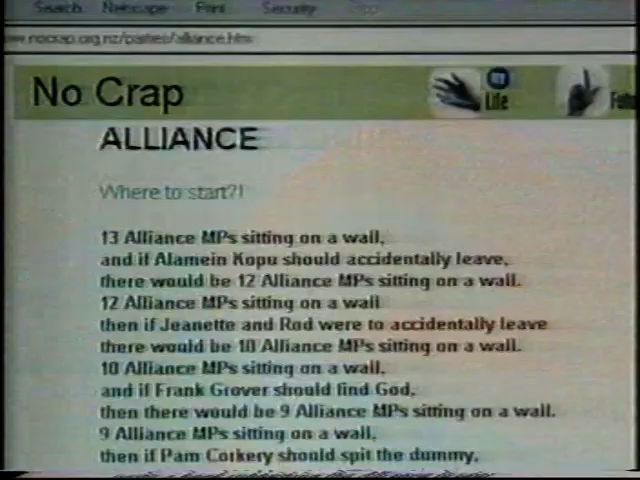 Search Netscape Print Security Stop
ww.nocrap.org.nz/parties/alliance.htm
No Crap
Life
ALLIANCE
Where to start?!
13 Alliance MPs sitting on a wall,
and if Alamein Kopu should accidentally leave,
there would be 12 Alliance MPs sitting on a wall.
12 Alliance MPs sitting on a wall
then if Jeanette and Rod were to accidentally leave
there would be 10 Alliance MPs sitting on a wall.
10 Alliance MPs sitting on a wall,
and if Frank Grover should find God,
then there would be 9 Alliance MPs sitting on a wall.
9 Alliance MPs sitting on a wall,
then if Pam Corkery should spit the dummy,